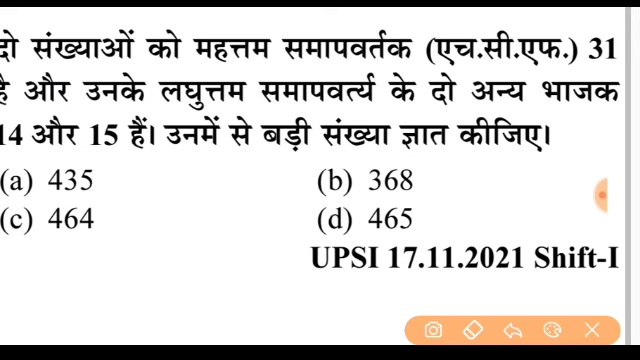 दो संख्याओं को महत्तम समापवर्तक (एच.सी.एफ.) 31
है और उनके लघुत्तम समापवर्त्य के दो अन्य भाजक
14 और 15 हैं। उनमें से बड़ी संख्या ज्ञात कीजिए।
(a) 435 (b) 368
(c) 464 (d) 465
UPSI 17.11.2021 Shift-I